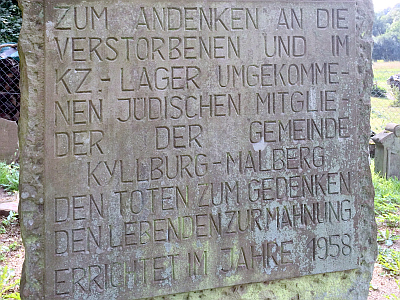 ZUM ANDENKEN AN DIE
VERSTORBENEN UND IM
KZ-LAGER UMGEKOMME-
NEN JÜDISCHEN MITGLIE-
DER DER GEMEINDE
KYLLBURG-MALBERG
DEN TOTEN ZUM GEDENKEN
DEN LEBENDEN ZUR MAHNUNG
ERRICHTET IM JAHRE 1958